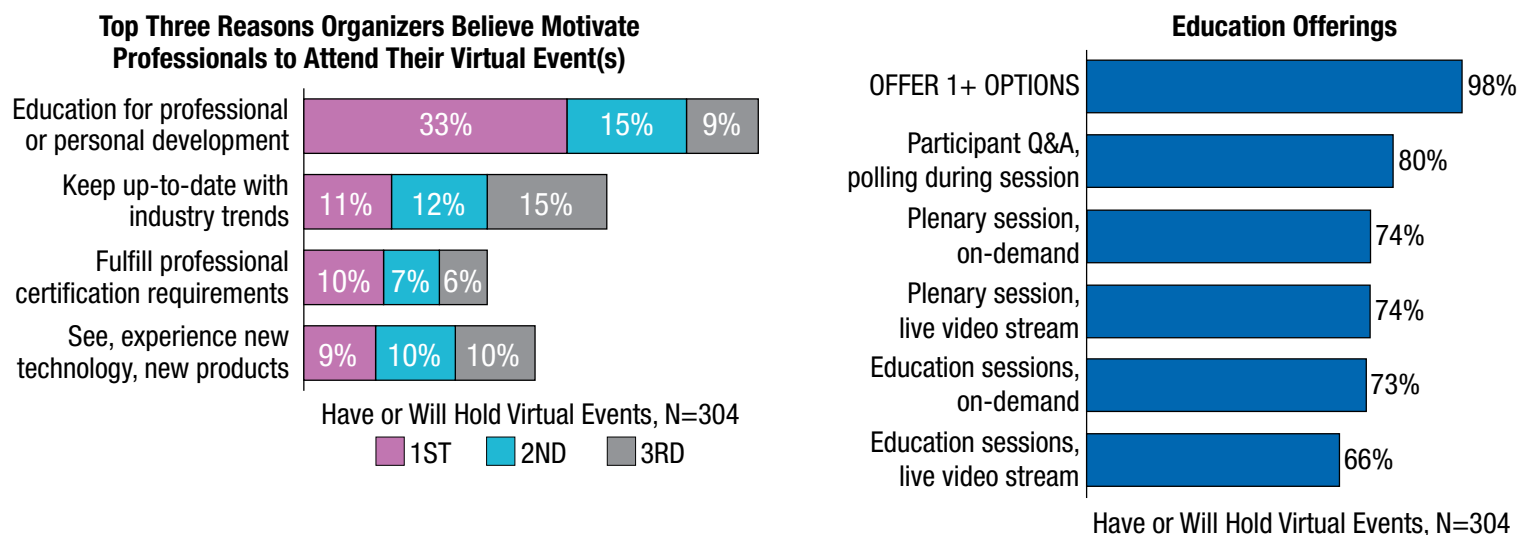 Top Three Reasons Organizers Believe Motivate
Professionals to Attend Their Virtual Event(s)
Education for professional
or personal development
33%
15%
9%
Keep up-to-date with
industry trends
11%
12%
15%
Fulfill professional
certification requirements
10%
7%
6%
See, experience new
technology, new products
9%
10%
10%
Have or Will Hold Virtual Events, N=304
1ST
2ND
3RD
Education Offerings
OFFER 1+ OPTIONS
98%
Participant Q&A,
polling during session
80%
Plenary session,
on-demand
74%
Plenary session,
live video stream
74%
Education sessions,
on-demand
73%
Education sessions,
live video stream
66%
Have or Will Hold Virtual Events, N=304